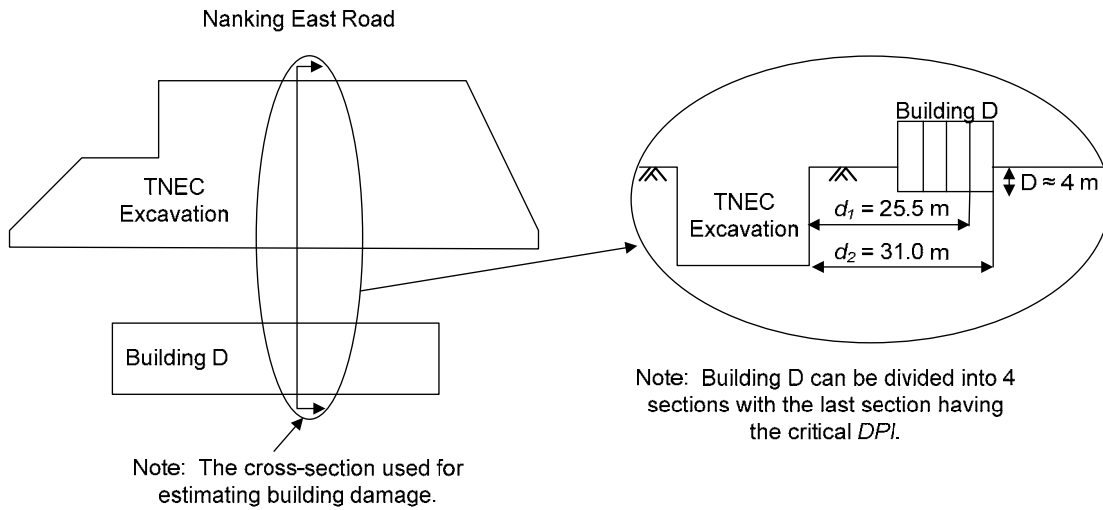 Nanking East Road
TNEC
Excavation
Building D
Note: The cross-section used for
estimating building damage.
Building D
D ≈ 4 m
TNEC
Excavation
d₁ = 25.5 m
d₂ = 31.0 m
Note: Building D can be divided into 4
sections with the last section having
the critical DPI.